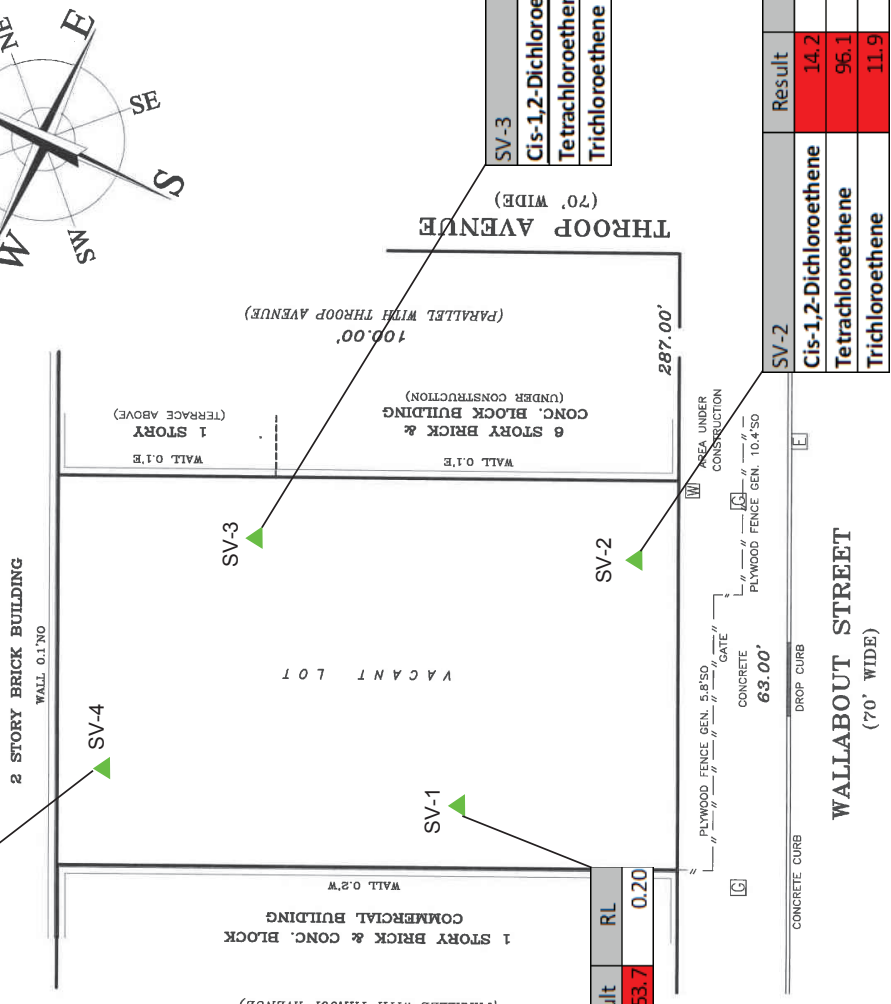 NE
E
SE
S
SW
W
SV-3
Cis-1,2-Dichloroe
Tetrachloroether
Trichloroethene
SV-2 Result
Cis-1,2-Dichloroethene 14.2
Tetrachloroethene 96.1
Trichloroethene 11.9
THROOP AVENUE
(70' WIDE)
100.00'
(PARALLEL WITH THROOP AVENUE)
287.00'
1 STORY
(TERRACE ABOVE)
WALL 0.1'E
6 STORY BRICK &
CONC. BLOCK BUILDING
(UNDER CONSTRUCTION)
WALL 0.1'E
2 STORY BRICK BUILDING
WALL 0.1'NO
SV-3
SV-2
SV-4
SV-1
VACANT LOT
W
AREA UNDER
CONSTRUCTION
G
PLYWOOD FENCE GEN. 10.4'SO
E
PLYWOOD FENCE GEN. 5.8'SO
GATE
CONCRETE
63.00'
DROP CURB
CONCRETE CURB
G
WALLABOUT STREET
(70' WIDE)
WALL 0.2'W
1 STORY BRICK & CONC. BLOCK
COMMERCIAL BUILDING
ult RL
53.7 0.20